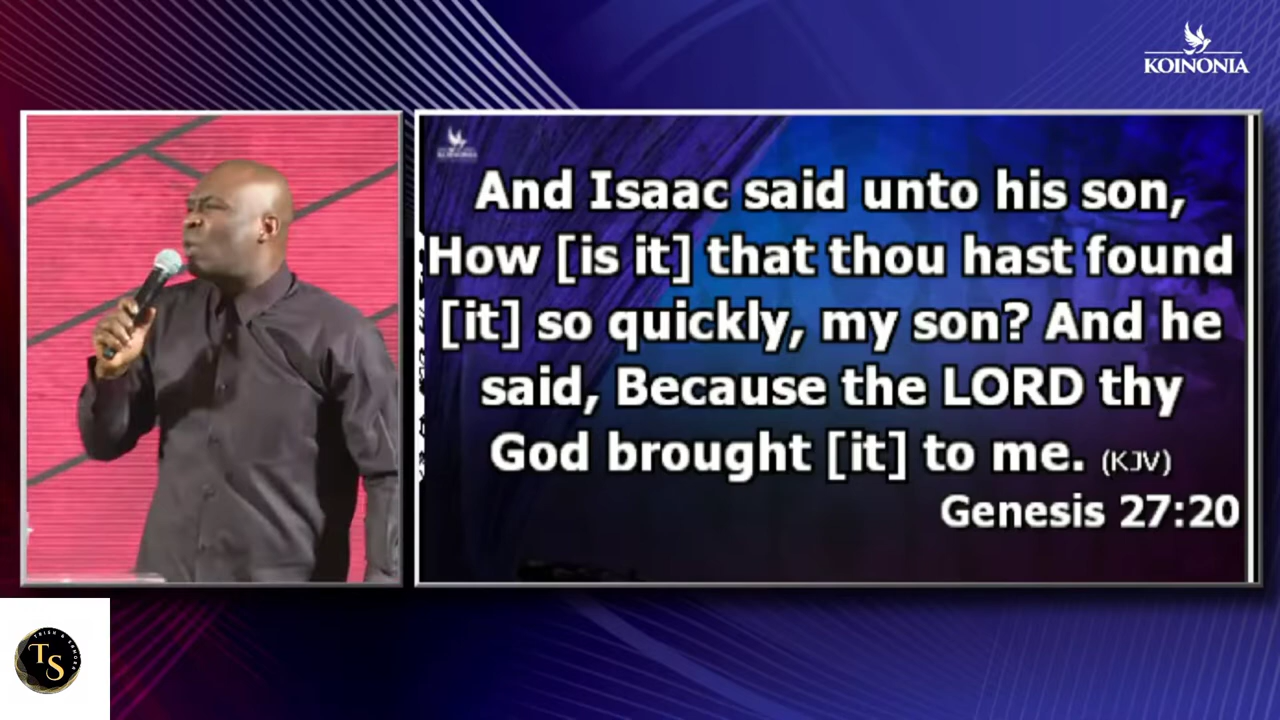 KOINONIA
KOINONIA
And Isaac said unto his son,
How [is it] that thou hast found
[it] so quickly, my son? And he
said, Because the LORD thy
God brought [it] to me. (KJV)
Genesis 27:20
TS